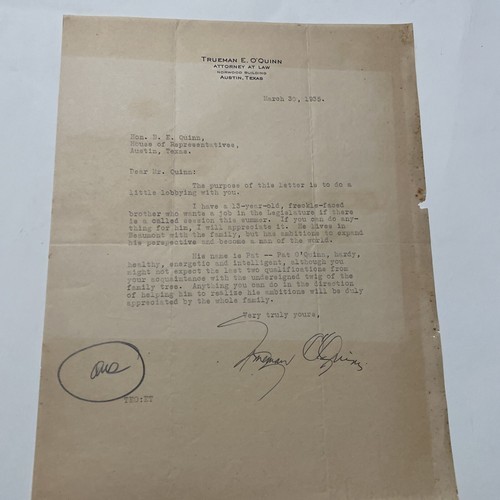 TRUEMAN E. O'QUINN
ATTORNEY AT LAW
NORWOOD BUILDING
AUSTIN, TEXAS
March 30, 1939.
Hon. B. E. Quinn,
House of Representatives,
Austin, Texas.
Dear Mr. Quinn:
The purpose of this letter is to do a
little lobbying with you.
I have a 13-year-old, freckle-faced
brother who wants a job in the Legislature if there
is a called session this summer. If you can do any-
thing for him, I will appreciate it. He lives in
Beaumont with the family, but has ambitions to expand
his perspective and become a man of the world.
His name is Pat -- Pat O'Quinn, hardy,
healthy, energetic and intelligent, although you
might not expect the last two qualifications from
your acquaintance with the undersigned twig of the
family tree. Anything you can do in the direction
of helping him to realize his ambitions will be duly
appreciated by the whole family.
Very truly yours,
Trueman O'Quinn
TEO:ET